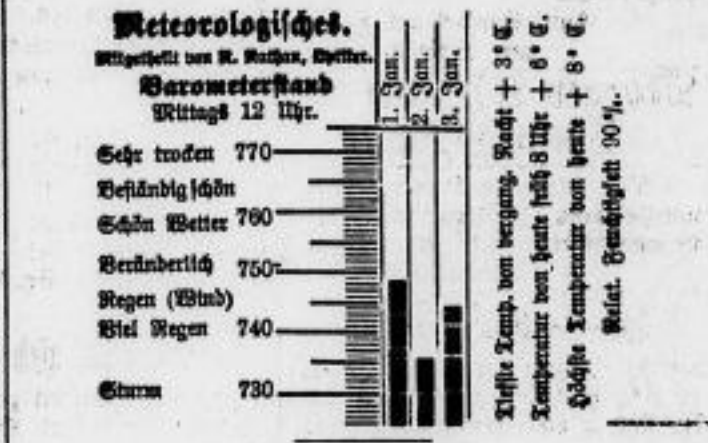 Meteorologisches.
Mitgetheilt von R. Nathan, Optiker.
Barometerstand
Mittags 12 Uhr.
1. Jan.
2. Jan.
3. Jan.
Sehr trocken 770
Beständig schön
Schön Wetter 760
Veränderlich 750
Regen (Wind)
Viel Regen 740
Sturm 730
Tiefste Temp. von vergang. Nacht + 3° C.
Temperatur von heute früh 8 Uhr + 6° C.
Höchste Temperatur von heute + 8° C.
Relat. Feuchtigkeit 90%.